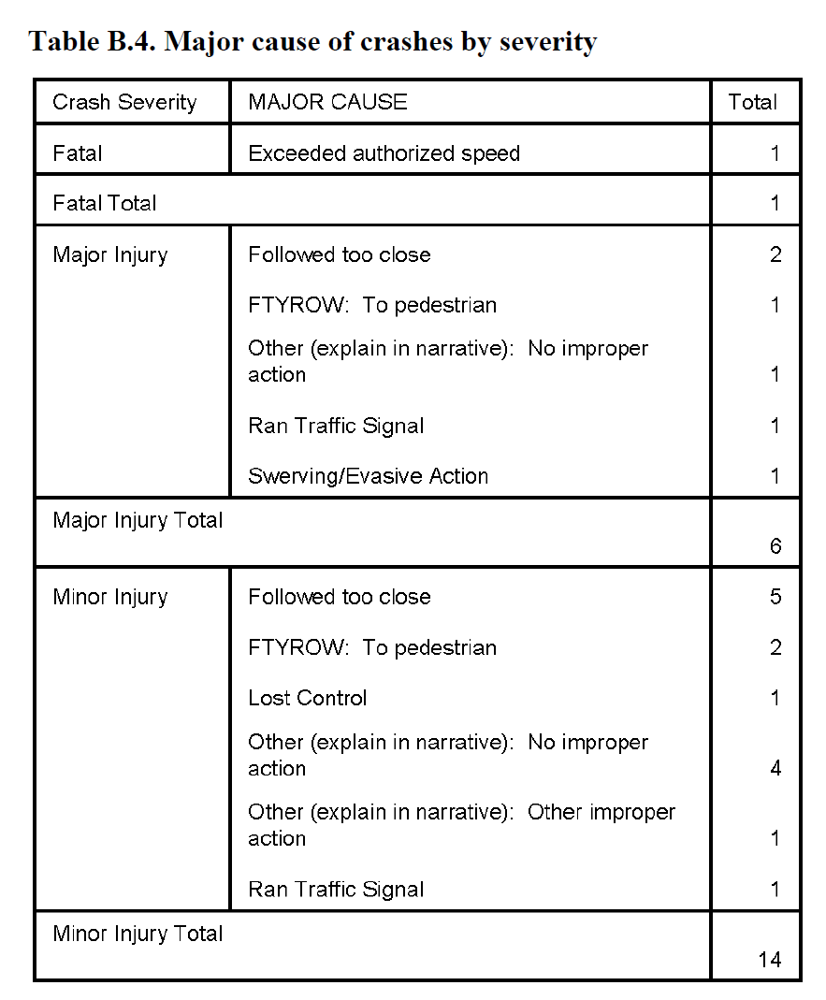 Table B.4. Major cause of crashes by severity
Crash Severity MAJOR CAUSE Total
Fatal Exceeded authorized speed 1
Fatal Total 1
Major Injury Followed too close 2
FTYROW: To pedestrian 1
Other (explain in narrative): No improper
action 1
Ran Traffic Signal 1
Swerving/Evasive Action 1
Major Injury Total
6
Minor Injury Followed too close 5
FTYROW: To pedestrian 2
Lost Control 1
Other (explain in narrative): No improper
action 4
Other (explain in narrative): Other improper
action 1
Ran Traffic Signal 1
Minor Injury Total
14